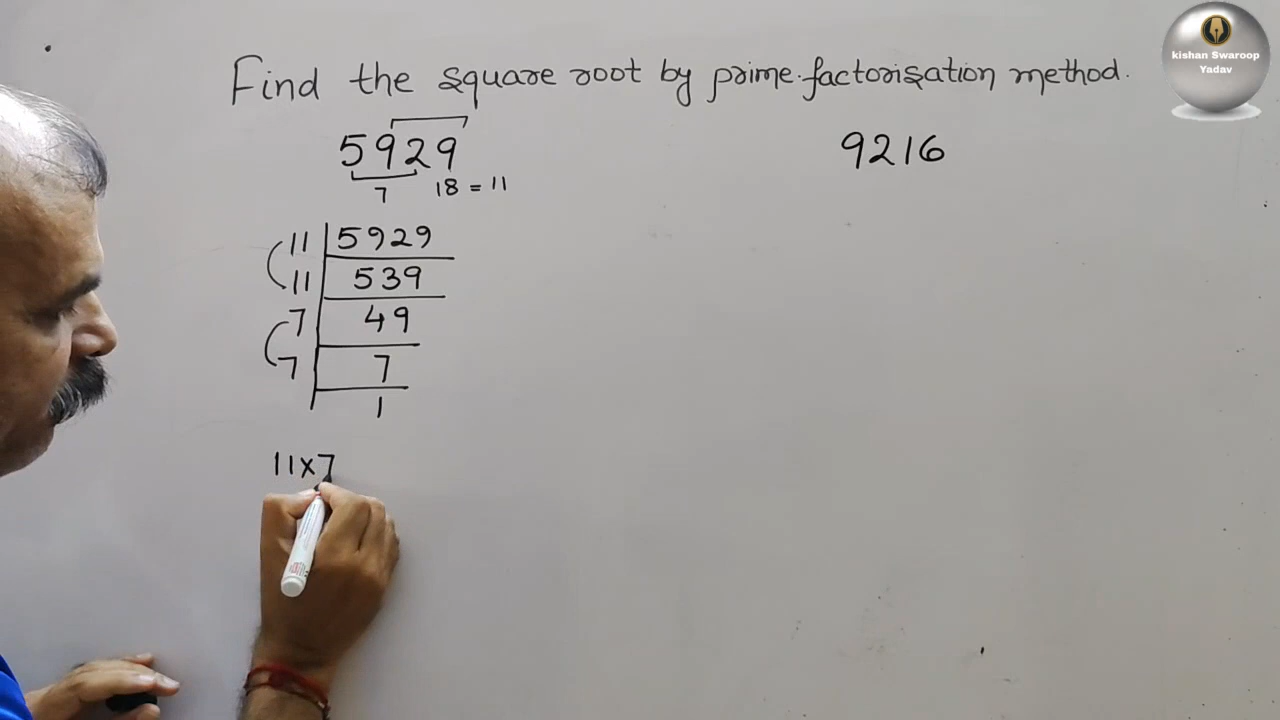 Find the square root by prime factorisation method.
5929
7 18 = 11
11 5929
11 539
7 49
7 7
1
11×7
9216
kishan Swaroop
Yadav